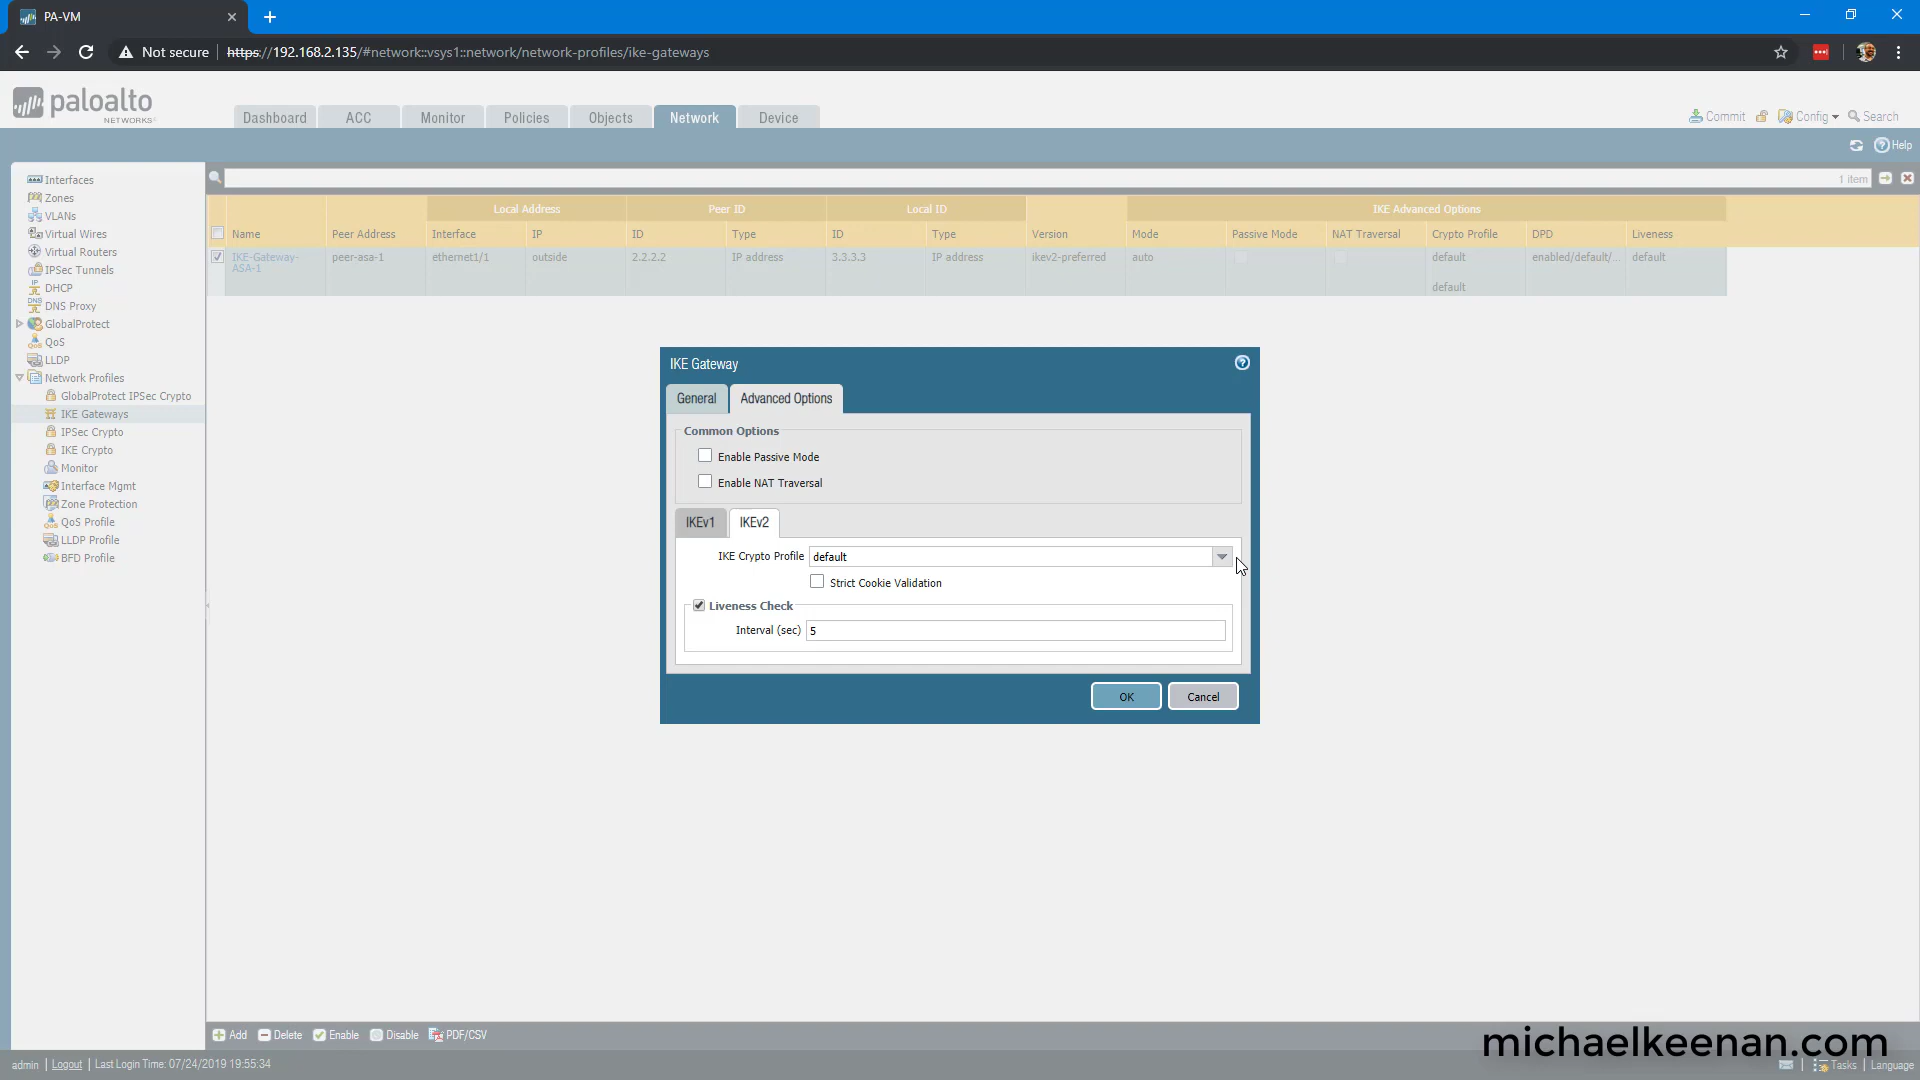 PA-VM
Not secure
https://192.168.2.135/#network::vsys1::network/network-profiles/ike-gateways
paloalto
NETWORKS
Dashboard ACC Monitor Policies Objects Network Device
Commit Config Search
Help
1 item
Interfaces
Zones
VLANs
Virtual Wires
Virtual Routers
IPSec Tunnels
DHCP
DNS Proxy
GlobalProtect
QoS
LLDP
Network Profiles
GlobalProtect IPSec Crypto
IKE Gateways
IPSec Crypto
IKE Crypto
Monitor
Interface Mgmt
Zone Protection
QoS Profile
LLDP Profile
BFD Profile
Local Address Peer ID Local ID IKE Advanced Options
Name Peer Address Interface IP ID Type ID Type Version Mode Passive Mode NAT Traversal Crypto Profile DPD Liveness
IKE-Gateway- peer-asa-1 ethernet1/1 outside 2.2.2.2 IP address 3.3.3.3 IP address ikev2-preferred auto default enabled/default/... default
ASA-1
default
IKE Gateway
General Advanced Options
Common Options
Enable Passive Mode
Enable NAT Traversal
IKEv1 IKEv2
IKE Crypto Profile default
Strict Cookie Validation
Liveness Check
Interval (sec) 5
OK Cancel
Add Delete Enable Disable PDF/CSV
michaelkeenan.com
admin | Logout | Last Login Time: 07/24/2019 19:55:34
| Tasks | Language